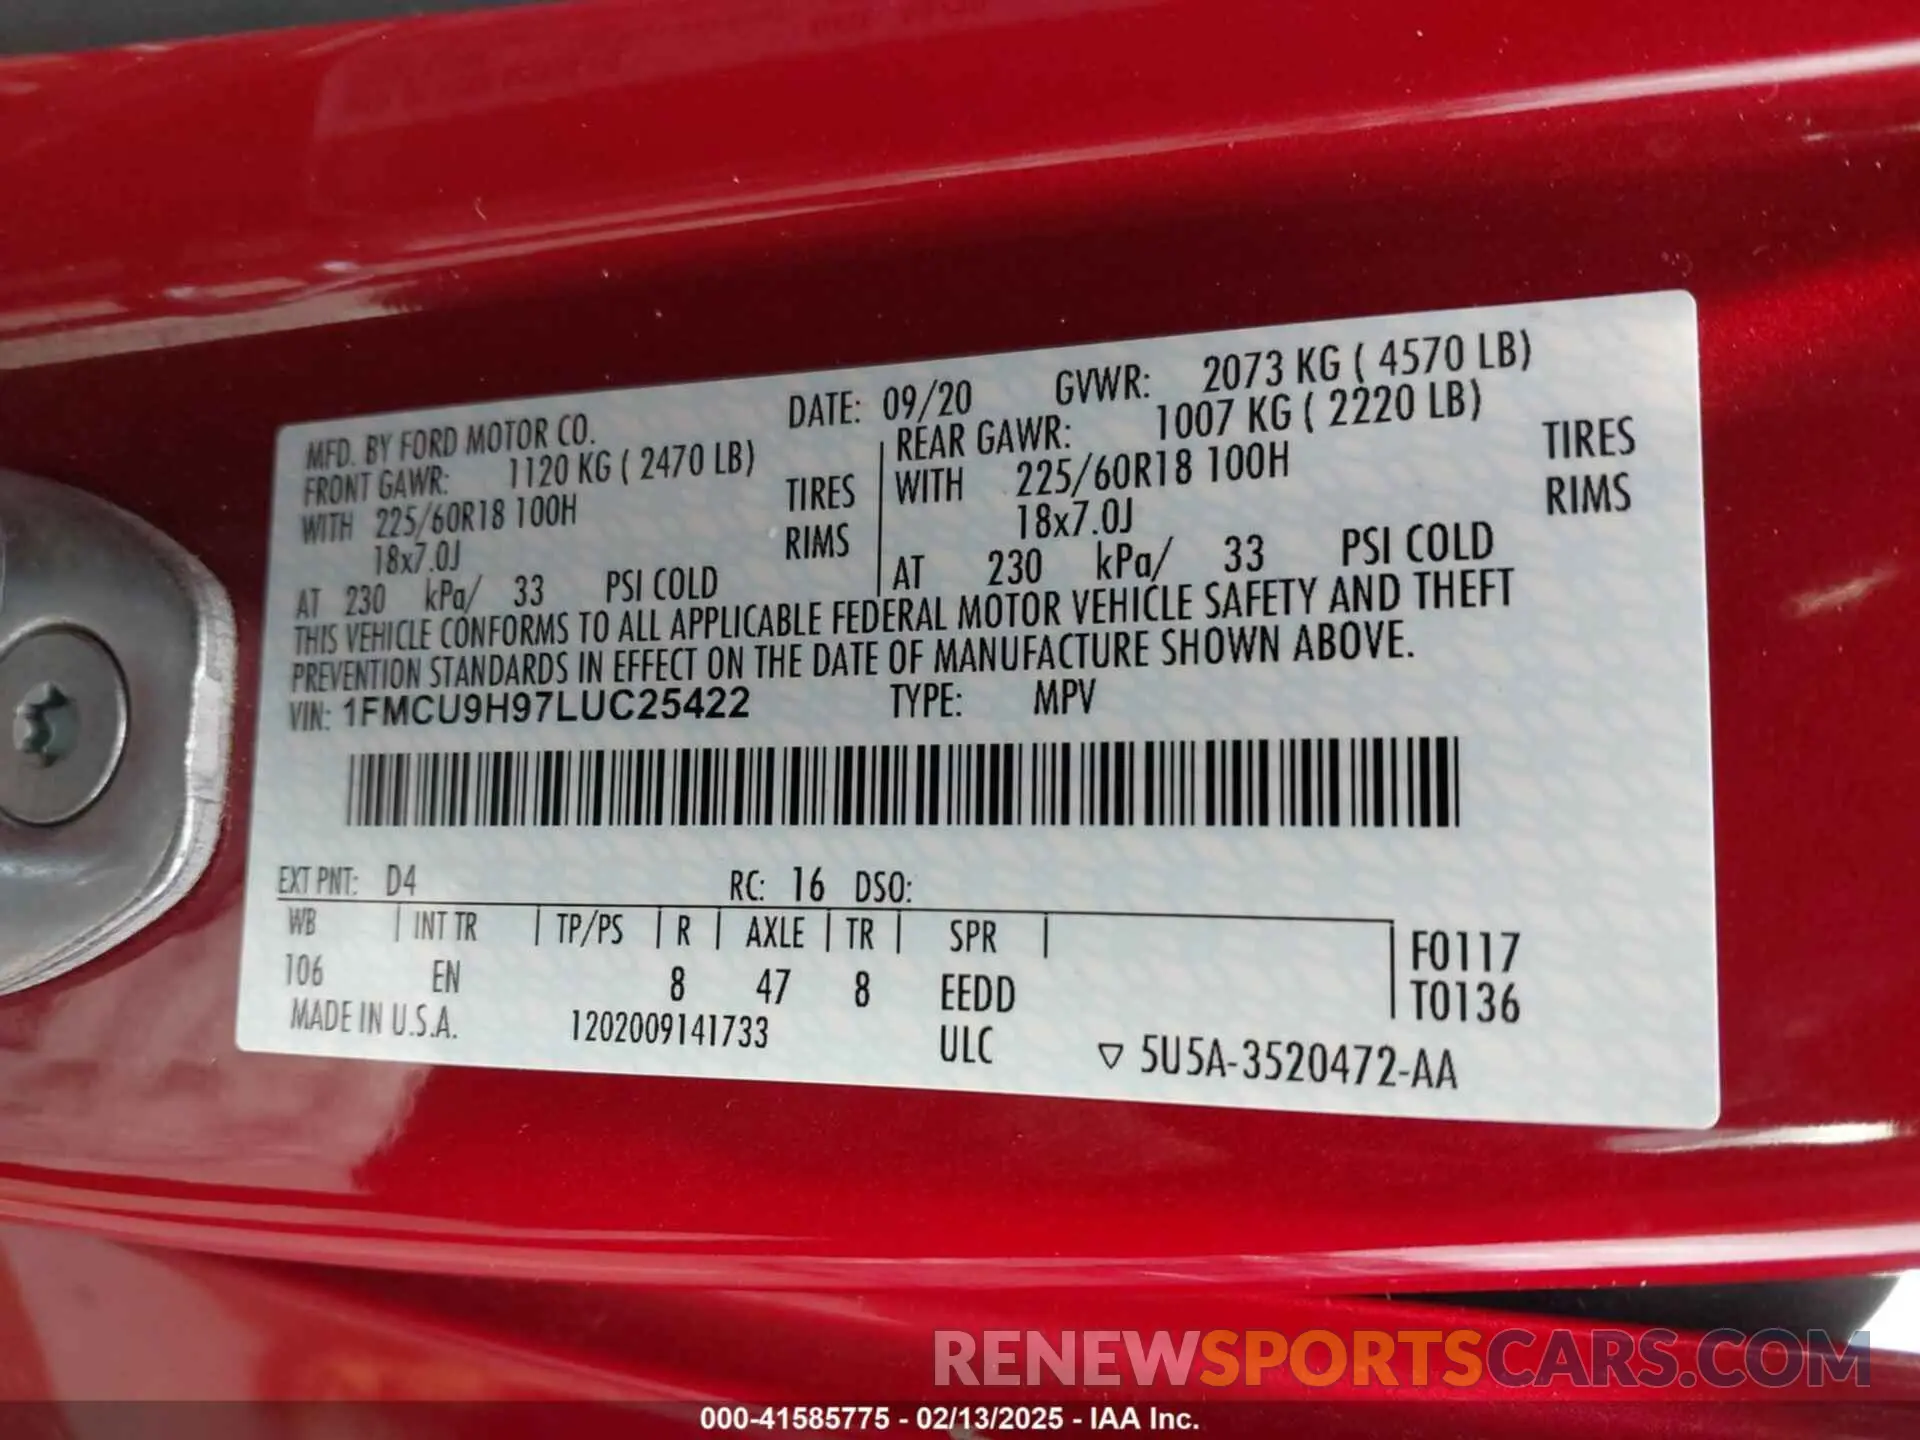 MFD. BY FORD MOTOR CO. DATE: 09/20 GVWR: 2073 KG ( 4570 LB)
FRONT GAWR: 1120 KG ( 2470 LB) REAR GAWR: 1007 KG ( 2220 LB)
WITH 225/60R18 100H TIRES WITH 225/60R18 100H TIRES
18x7.0J RIMS 18x7.0J RIMS
AT 230 kPa/ 33 PSI COLD AT 230 kPa/ 33 PSI COLD
THIS VEHICLE CONFORMS TO ALL APPLICABLE FEDERAL MOTOR VEHICLE SAFETY AND THEFT
PREVENTION STANDARDS IN EFFECT ON THE DATE OF MANUFACTURE SHOWN ABOVE.
VIN: 1FMCU9H97LUC25422 TYPE: MPV
EXT PNT: D4 RC: 16 DSO:
WB INT TR TP/PS R AXLE TR SPR F0117
106 EN 8 47 8 EEDD T0136
MADE IN U.S.A. 1202009141733 ULC ▽ 5U5A-3520472-AA
RENEWSPORTSCARS.COM
000-41585775 - 02/13/2025 - IAA Inc.